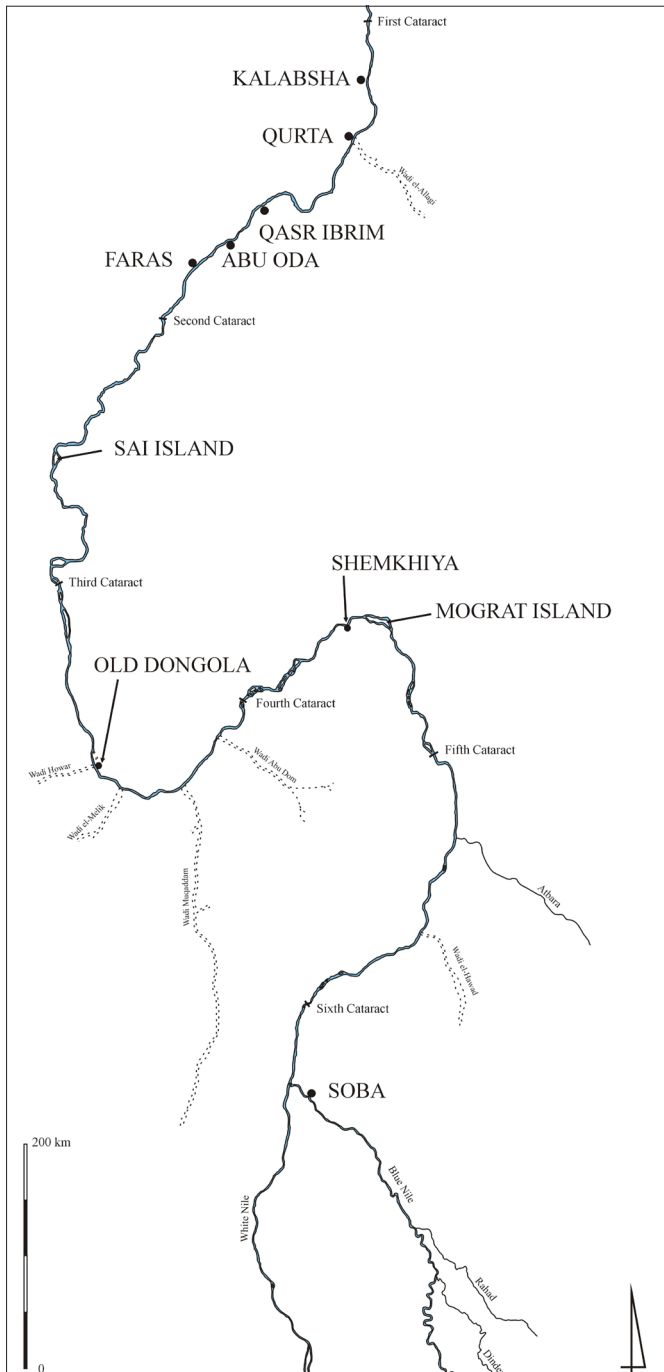 First Cataract
KALABSHA
QURTA
Wadi el-Allagi
QASR IBRIM
FARAS
ABU ODA
Second Cataract
SAI ISLAND
SHEMKHIYA
Third Cataract
MOGRAT ISLAND
OLD DONGOLA
Fourth Cataract
Fifth Cataract
Wadi Howar
Wadi Abu Dom
Wadi el-Melik
Wadi Muqaddam
Atbara
Wadi el-Hawad
Sixth Cataract
SOBA
200 km
Blue Nile
White Nile
Rahad
Dinde
0